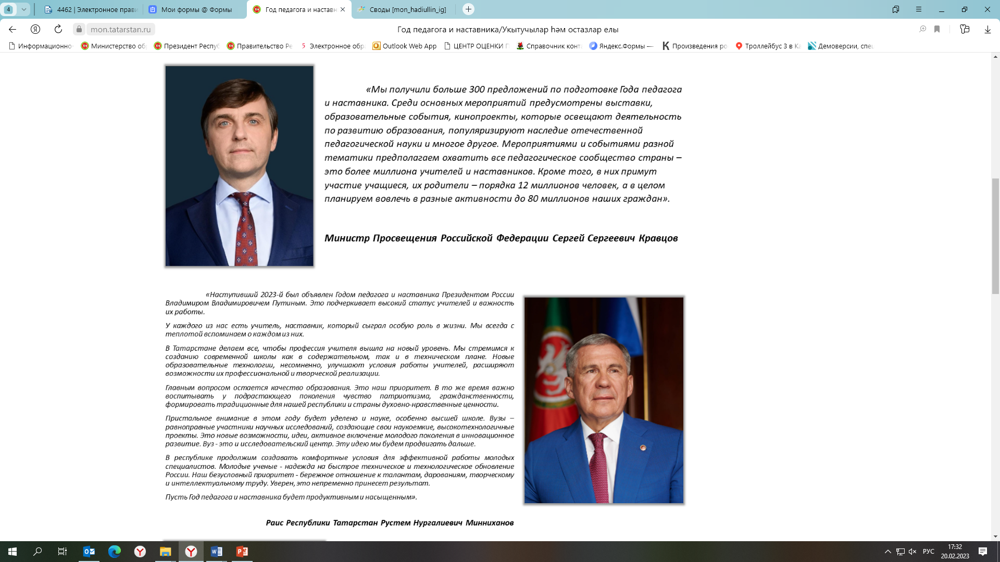 4
4462 | Электронное прави
Мои формы @ Формы
Год педагога и наставн
Своды [mon_hadiullin_ig]
mon.tatarstan.ru
Год педагога и наставника/Укытучылар һәм остазлар елы
Информационно-
Министерство об
Президент Респуб
Правительство Ре
Электронное обра
Outlook Web App
ЦЕНТР ОЦЕНКИ П
Справочник конта
Яндекс.Формы —
Произведения ро
Троллейбус 3 в Ка
Демоверсии, спец
«Мы получили больше 300 предложений по подготовке Года педагога
и наставника. Среди основных мероприятий предусмотрены выставки,
образовательные события, кинопроекты, которые освещают деятельность
по развитию образования, популяризируют наследие отечественной
педагогической науки и многое другое. Мероприятиями и событиями разной
тематики предполагаем охватить все педагогическое сообщество страны –
это более миллиона учителей и наставников. Кроме того, в них примут
участие учащиеся, их родители – порядка 12 миллионов человек, а в целом
планируем вовлечь в разные активности до 80 миллионов наших граждан».
Министр Просвещения Российской Федерации Сергей Сергеевич Кравцов
«Наступивший 2023-й был объявлен Годом педагога и наставника Президентом России
Владимиром Владимировичем Путиным. Это подчеркивает высокий статус учителей и важность
их работы.
У каждого из нас есть учитель, наставник, который сыграл особую роль в жизни. Мы всегда с
теплотой вспоминаем о каждом из них.
В Татарстане делаем все, чтобы профессия учителя вышла на новый уровень. Мы стремимся к
созданию современной школы как в содержательном, так и в техническом плане. Новые
образовательные технологии, несомненно, улучшают условия работы учителей, расширяют
возможности их профессиональной и творческой реализации.
Главным вопросом остается качество образования. Это наш приоритет. В то же время важно
воспитывать у подрастающего поколения чувство патриотизма, гражданственности,
формировать традиционные для нашей республики и страны духовно-нравственные ценности.
Пристальное внимание в этом году будет уделено и науке, особенно высшей школе. Вузы –
равноправные участники научных исследований, создающие свои наукоемкие, высокотехнологичные
проекты. Это новые возможности, идеи, активное включение молодого поколения в инновационное
развитие. Вуз - это и исследовательский центр. Эту идею мы будем продвигать дальше.
В республике продолжим создавать комфортные условия для эффективной работы молодых
специалистов. Молодые ученые - надежда на быстрое техническое и технологическое обновление
России. Наш безусловный приоритет - бережное отношение к талантам, дарованиям, творческому
и интеллектуальному труду. Уверен, это непременно принесет результат.
Пусть Год педагога и наставника будет продуктивным и насыщенным».
Раис Республики Татарстан Рустем Нургалиевич Минниханов
РУС
17:32
20.02.2023